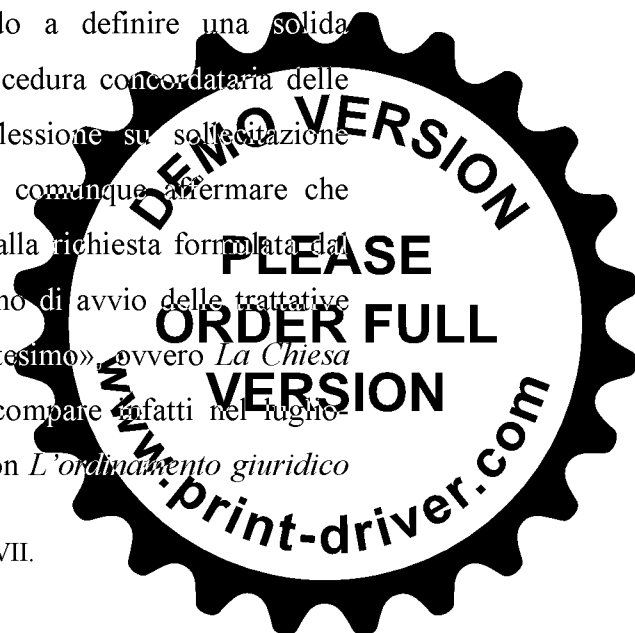 do a definire una solida
cedura concordataria delle
lessione su sollecitazione
comunque affermare che
alla richiesta formulata dal
no di avvio delle trattative
tesimo», ovvero La Chiesa
compare infatti nel luglio-
on L'ordinamento giuridico
VII.
DEMO VERSION
PLEASE
ORDER FULL
VERSION
www.print-driver.com